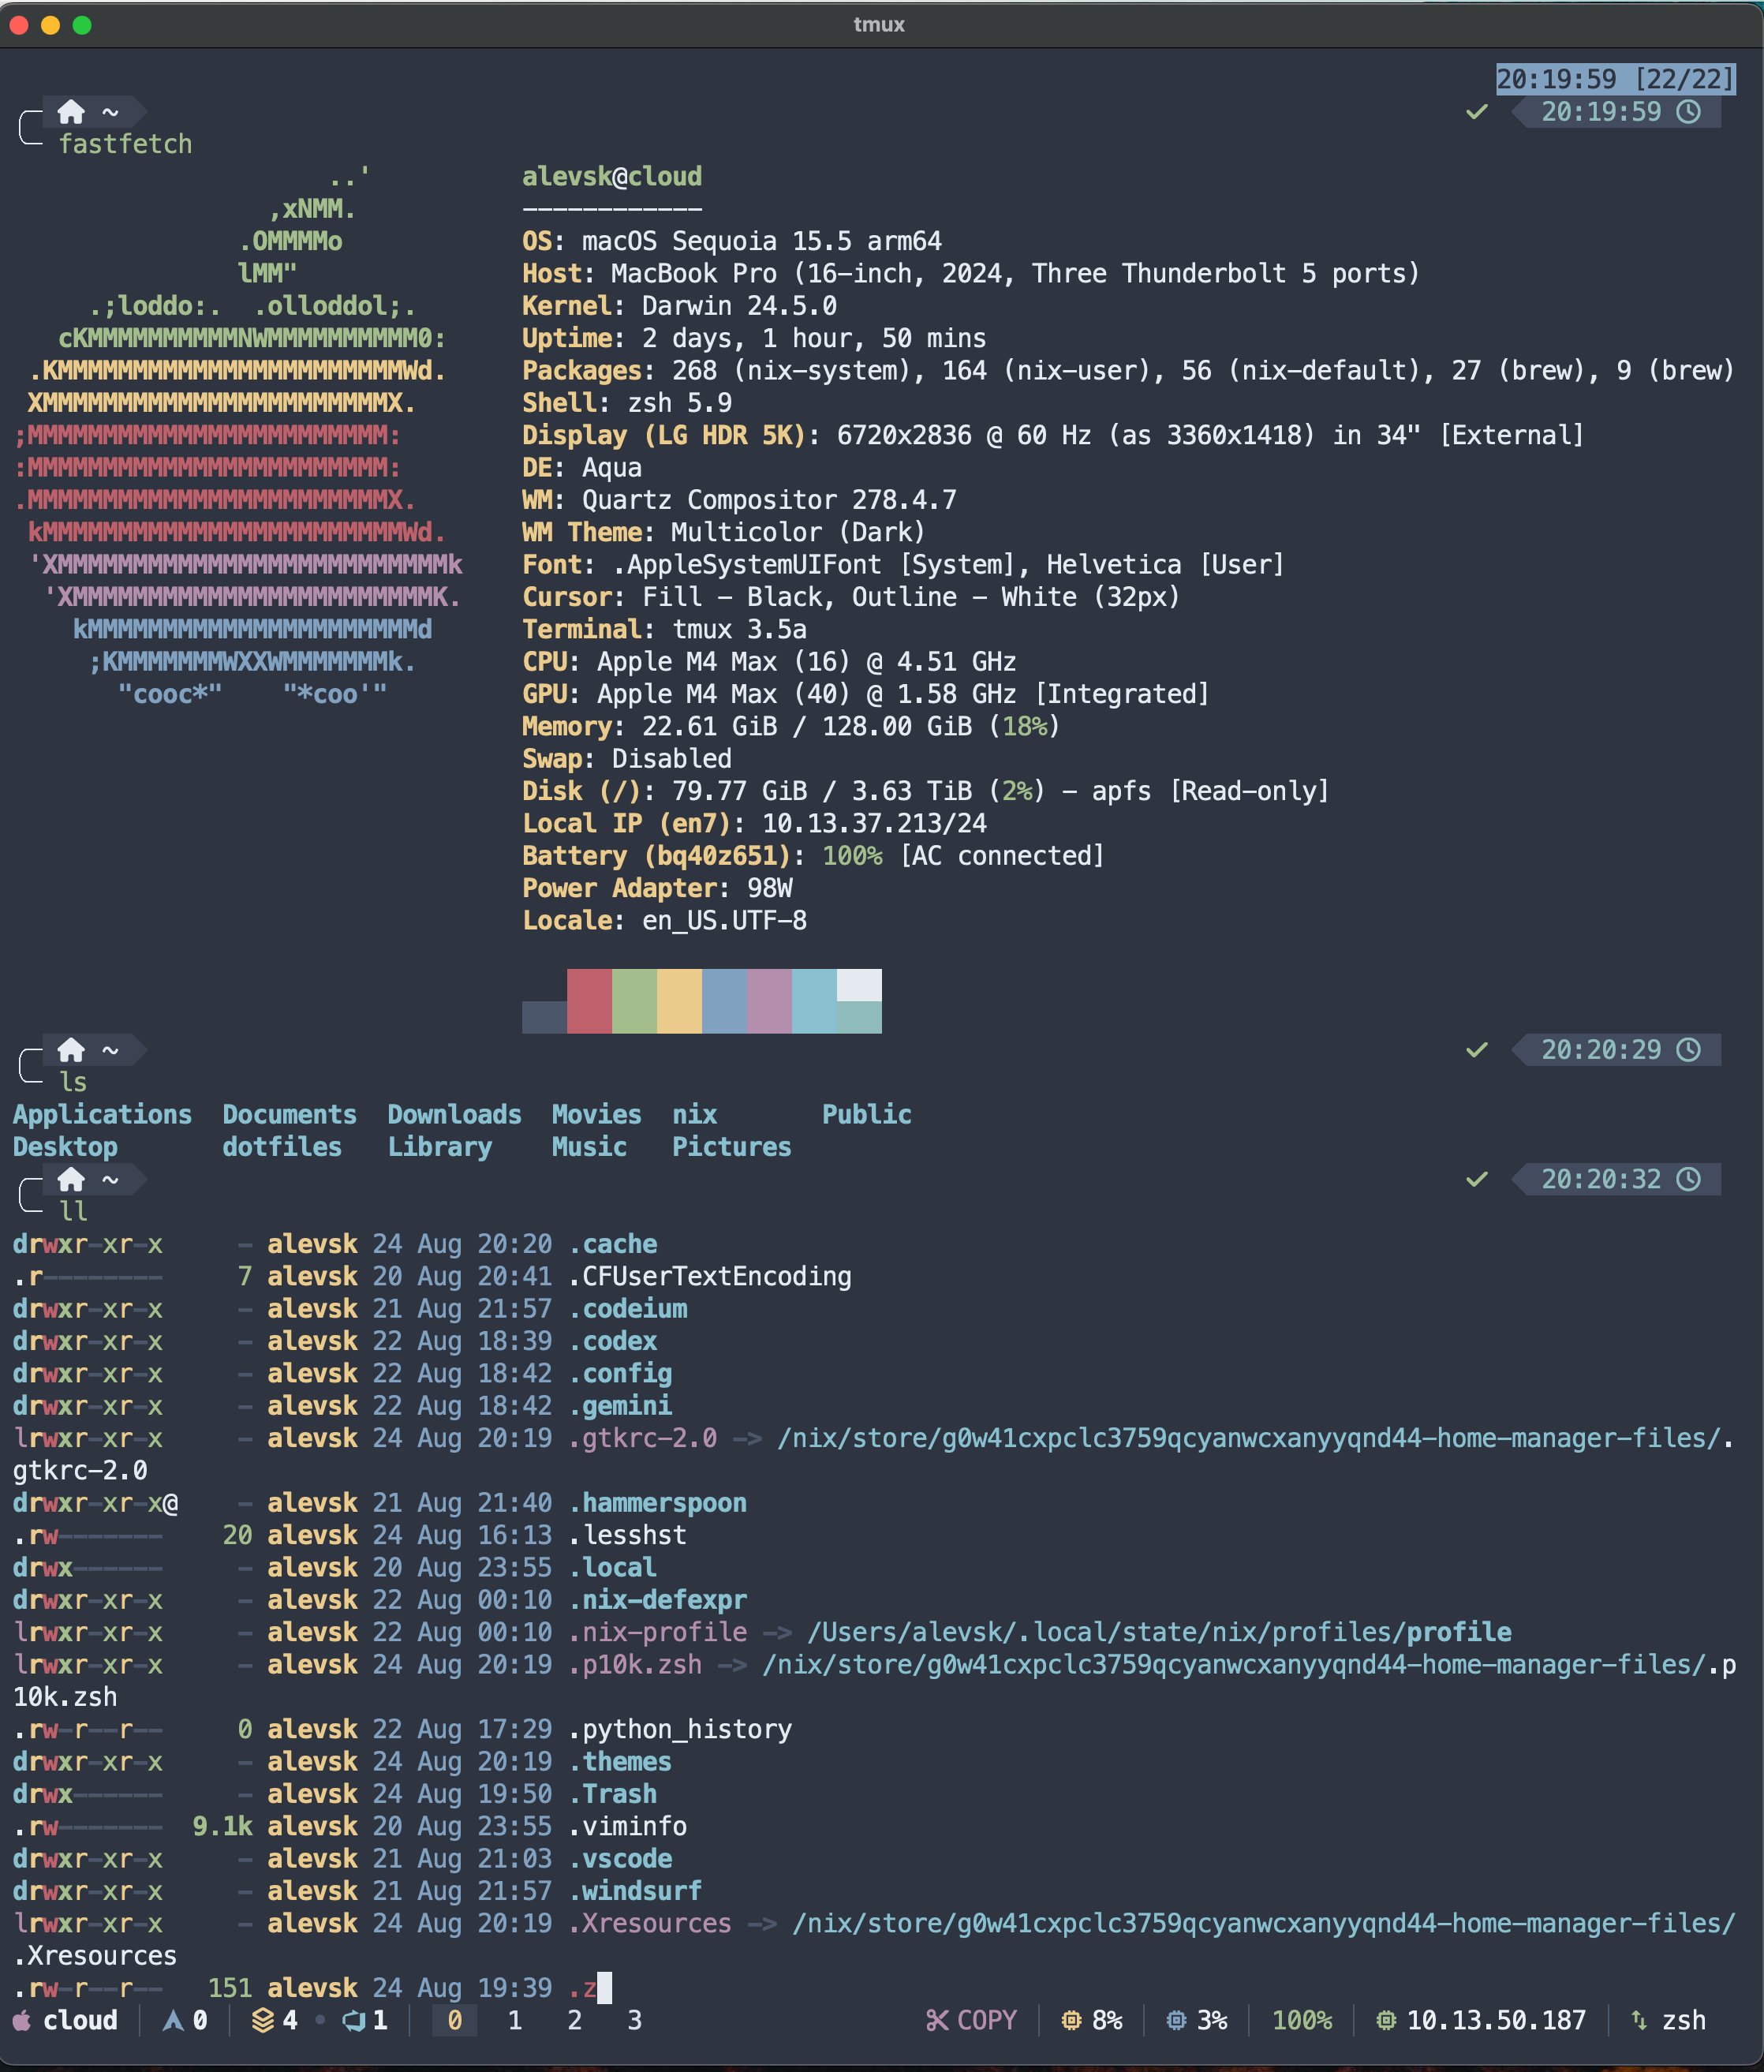 tmux
20:19:59 [22/22]
~ 20:19:59
fastfetch
..'
,xNMM.
.OMMMMo
lMM"
.;loddo:.  .olloddol;.
cKMMMMMMMMMMNWMMMMMMMMMM0:
.KMMMMMMMMMMMMMMMMMMMMMMMWd.
XMMMMMMMMMMMMMMMMMMMMMMMX.
;MMMMMMMMMMMMMMMMMMMMMMMM:
:MMMMMMMMMMMMMMMMMMMMMMMM:
.MMMMMMMMMMMMMMMMMMMMMMMMX.
kMMMMMMMMMMMMMMMMMMMMMMMMWd.
'XMMMMMMMMMMMMMMMMMMMMMMMMMMk
'XMMMMMMMMMMMMMMMMMMMMMMMMK.
kMMMMMMMMMMMMMMMMMMMMMMd
;KMMMMMMMWXXWMMMMMMMk.
"cooc*"    "*coo'"
alevsk@cloud
------------
OS: macOS Sequoia 15.5 arm64
Host: MacBook Pro (16-inch, 2024, Three Thunderbolt 5 ports)
Kernel: Darwin 24.5.0
Uptime: 2 days, 1 hour, 50 mins
Packages: 268 (nix-system), 164 (nix-user), 56 (nix-default), 27 (brew), 9 (brew)
Shell: zsh 5.9
Display (LG HDR 5K): 6720x2836 @ 60 Hz (as 3360x1418) in 34" [External]
DE: Aqua
WM: Quartz Compositor 278.4.7
WM Theme: Multicolor (Dark)
Font: .AppleSystemUIFont [System], Helvetica [User]
Cursor: Fill - Black, Outline - White (32px)
Terminal: tmux 3.5a
CPU: Apple M4 Max (16) @ 4.51 GHz
GPU: Apple M4 Max (40) @ 1.58 GHz [Integrated]
Memory: 22.61 GiB / 128.00 GiB (18%)
Swap: Disabled
Disk (/): 79.77 GiB / 3.63 TiB (2%) - apfs [Read-only]
Local IP (en7): 10.13.37.213/24
Battery (bq40z651): 100% [AC connected]
Power Adapter: 98W
Locale: en_US.UTF-8
~ 20:20:29
ls
Applications  Documents  Downloads  Movies  nix       Public
Desktop       dotfiles   Library    Music   Pictures
~ 20:20:32
ll
drwxr-xr-x     - alevsk 24 Aug 20:20 .cache
.r--------     7 alevsk 20 Aug 20:41 .CFUserTextEncoding
drwxr-xr-x     - alevsk 21 Aug 21:57 .codeium
drwxr-xr-x     - alevsk 22 Aug 18:39 .codex
drwxr-xr-x     - alevsk 22 Aug 18:42 .config
drwxr-xr-x     - alevsk 22 Aug 18:42 .gemini
lrwxr-xr-x     - alevsk 24 Aug 20:19 .gtkrc-2.0 -> /nix/store/g0w41cxpclc3759qcyanwcxanyyqnd44-home-manager-files/.
gtkrc-2.0
drwxr-xr-x@    - alevsk 21 Aug 21:40 .hammerspoon
.rw-------    20 alevsk 24 Aug 16:13 .lesshst
drwx------     - alevsk 20 Aug 23:55 .local
drwxr-xr-x     - alevsk 22 Aug 00:10 .nix-defexpr
lrwxr-xr-x     - alevsk 22 Aug 00:10 .nix-profile -> /Users/alevsk/.local/state/nix/profiles/profile
lrwxr-xr-x     - alevsk 24 Aug 20:19 .p10k.zsh -> /nix/store/g0w41cxpclc3759qcyanwcxanyyqnd44-home-manager-files/.p
10k.zsh
.rw-r--r--     0 alevsk 22 Aug 17:29 .python_history
drwxr-xr-x     - alevsk 24 Aug 20:19 .themes
drwx------     - alevsk 24 Aug 19:50 .Trash
.rw-------  9.1k alevsk 20 Aug 23:55 .viminfo
drwxr-xr-x     - alevsk 21 Aug 21:03 .vscode
drwxr-xr-x     - alevsk 21 Aug 21:57 .windsurf
lrwxr-xr-x     - alevsk 24 Aug 20:19 .Xresources -> /nix/store/g0w41cxpclc3759qcyanwcxanyyqnd44-home-manager-files/
.Xresources
.rw-r--r--   151 alevsk 24 Aug 19:39 .z
cloud | 0 | 4 • 1 | 0 1 2 3 COPY | 8% | 3% | 100% | 10.13.50.187 | zsh